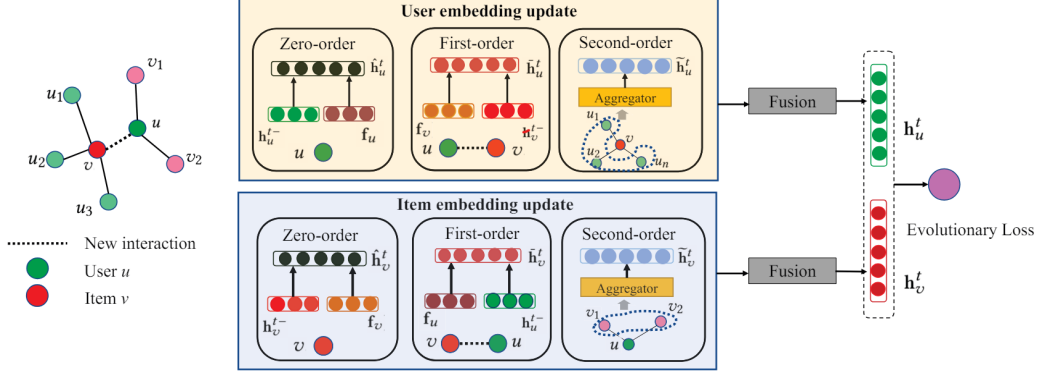 v₁
u₁
u
u₂
v
v₂
u₃
New interaction
User u
Item v
User embedding update
Zero-order
ĥᵤᵗ
hᵤᵗ⁻
fᵤ
u
First-order
h̄ᵤᵗ
fᵥ
hᵥᵗ⁻
u
v
Second-order
h̃ᵤᵗ
Aggregator
u₁
v
u₂
uₙ
Item embedding update
Zero-order
ĥᵥᵗ
hᵥᵗ⁻
fᵥ
v
First-order
h̄ᵥᵗ
fᵤ
hᵤᵗ⁻
v
u
Second-order
h̃ᵥᵗ
Aggregator
v₁
v₂
u
Fusion
Fusion
hᵤᵗ
Evolutionary Loss
hᵥᵗ